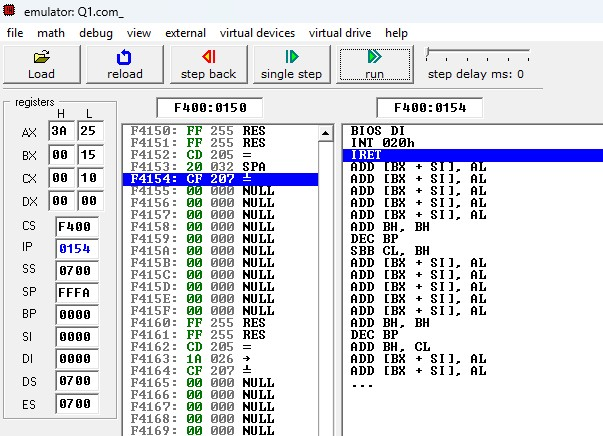 emulator: Q1.com_
file math debug view external virtual devices virtual drive help
Load reload step back single step run step delay ms: 0
registers F400:0150 F400:0154
H L
AX 3A 25
BX 00 15
CX 00 10
DX 00 00
CS F400
IP 0154
SS 0700
SP FFFA
BP 0000
SI 0000
DI 0000
DS 0700
ES 0700
F4150: FF 255 RES
F4151: FF 255 RES
F4152: CD 205 =
F4153: 20 032 SPA
F4154: CF 207 ╧
F4155: 00 000 NULL
F4156: 00 000 NULL
F4157: 00 000 NULL
F4158: 00 000 NULL
F4159: 00 000 NULL
F415A: 00 000 NULL
F415B: 00 000 NULL
F415C: 00 000 NULL
F415D: 00 000 NULL
F415E: 00 000 NULL
F415F: 00 000 NULL
F4160: FF 255 RES
F4161: FF 255 RES
F4162: CD 205 =
F4163: 1A 026 →
F4164: CF 207 ╧
F4165: 00 000 NULL
F4166: 00 000 NULL
F4167: 00 000 NULL
F4168: 00 000 NULL
F4169: 00 000 NULL
BIOS DI
INT 020h
IRET
ADD [BX + SI], AL
ADD [BX + SI], AL
ADD [BX + SI], AL
ADD [BX + SI], AL
ADD [BX + SI], AL
ADD BH, BH
DEC BP
SBB CL, BH
ADD [BX + SI], AL
ADD [BX + SI], AL
ADD [BX + SI], AL
ADD [BX + SI], AL
ADD [BX + SI], AL
ADD BH, BH
DEC BP
ADD BH, CL
ADD [BX + SI], AL
ADD [BX + SI], AL
...